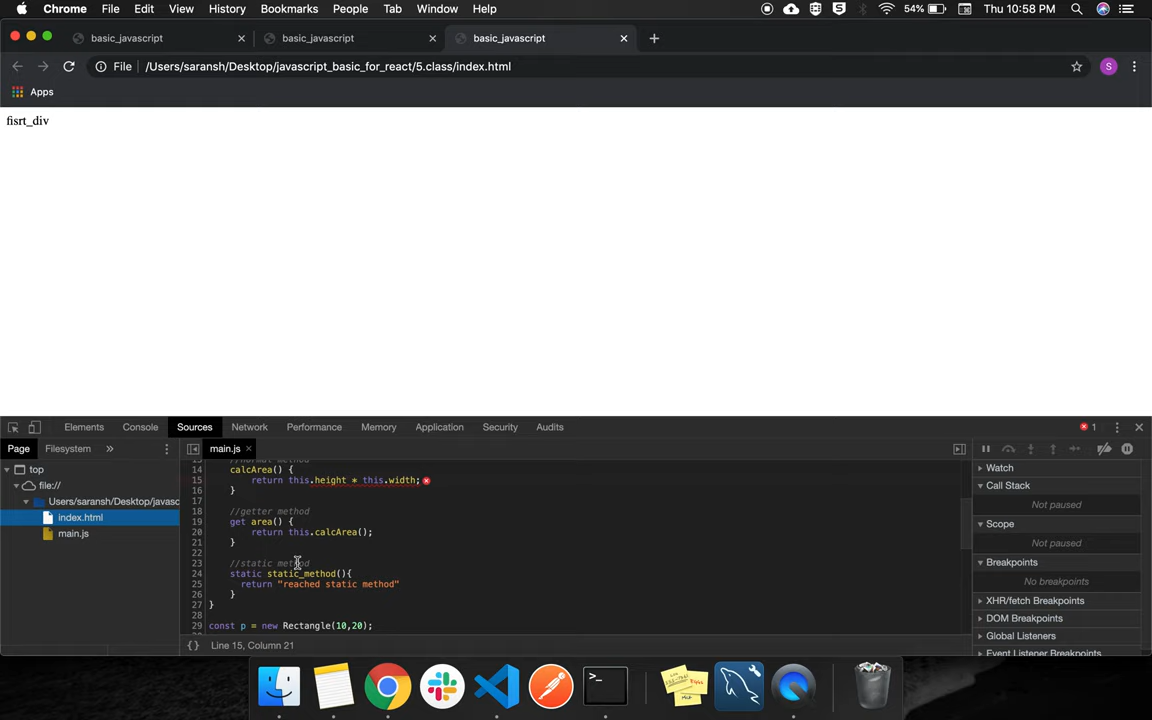 Chrome File Edit View History Bookmarks People Tab Window Help 54% Thu 10:58 PM
basic_javascript basic_javascript basic_javascript
File /Users/saransh/Desktop/javascript_basic_for_react/5.class/index.html S
Apps
fisrt_div
Elements Console Sources Network Performance Memory Application Security Audits 1
Page Filesystem main.js
top
file://
Users/saransh/Desktop/javasc
index.html
main.js
13 //normal method
14 calcArea() {
15 return this.height * this.width;
16 }
17
18 //getter method
19 get area() {
20 return this.calcArea();
21 }
22
23 //static method
24 static static_method(){
25 return "reached static method"
26 }
27 }
28
29 const p = new Rectangle(10,20);
{} Line 15, Column 21
Watch
Call Stack
Not paused
Scope
Not paused
Breakpoints
No breakpoints
XHR/fetch Breakpoints
DOM Breakpoints
Global Listeners
Event Listener Breakpoints